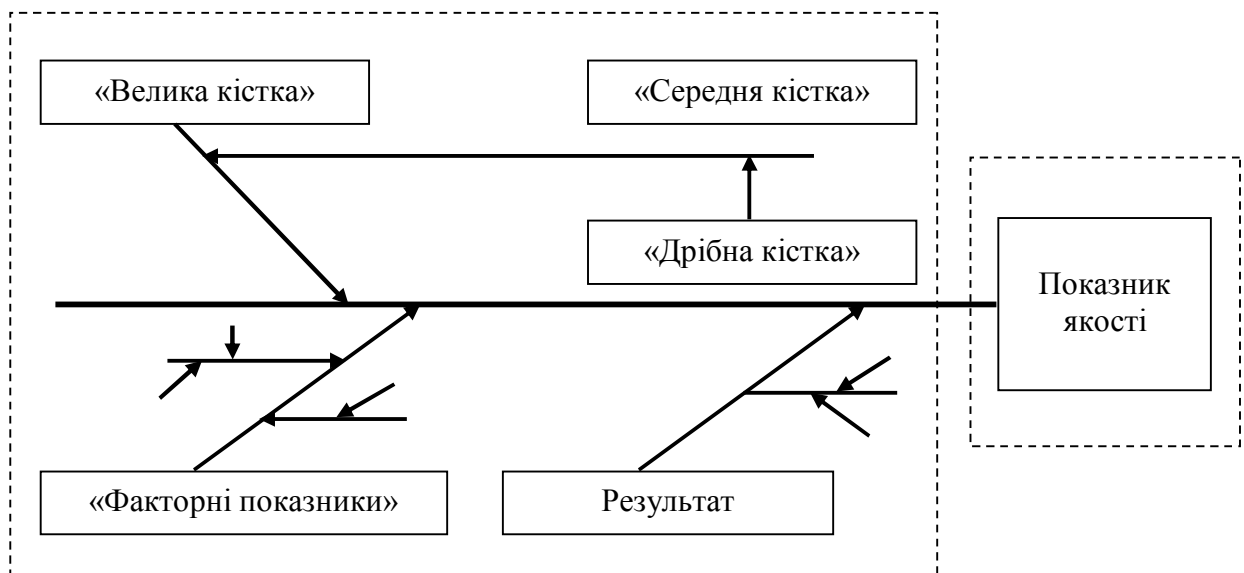 «Велика кістка»
«Середня кістка»
«Дрібна кістка»
Показник
якості
«Факторні показники»
Результат